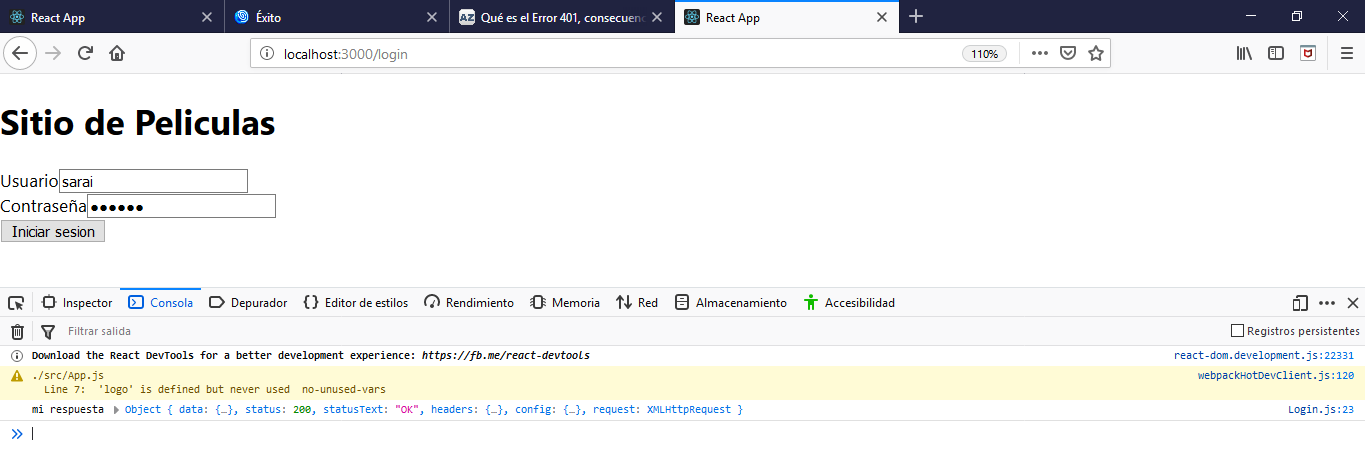 React App
Éxito
AZ
Qué es el Error 401, consecuenc
React App
localhost:3000/login
110%
Sitio de Peliculas
Usuario sarai
Contraseña ●●●●●●
Iniciar sesion
Inspector Consola Depurador Editor de estilos Rendimiento Memoria Red Almacenamiento Accesibilidad
Filtrar salida Registros persistentes
Download the React DevTools for a better development experience: https://fb.me/react-devtools react-dom.development.js:22331
./src/App.js webpackHotDevClient.js:120
Line 7: 'logo' is defined but never used no-unused-vars
mi respuesta Object { data: {…}, status: 200, statusText: "OK", headers: {…}, config: {…}, request: XMLHttpRequest } Login.js:23